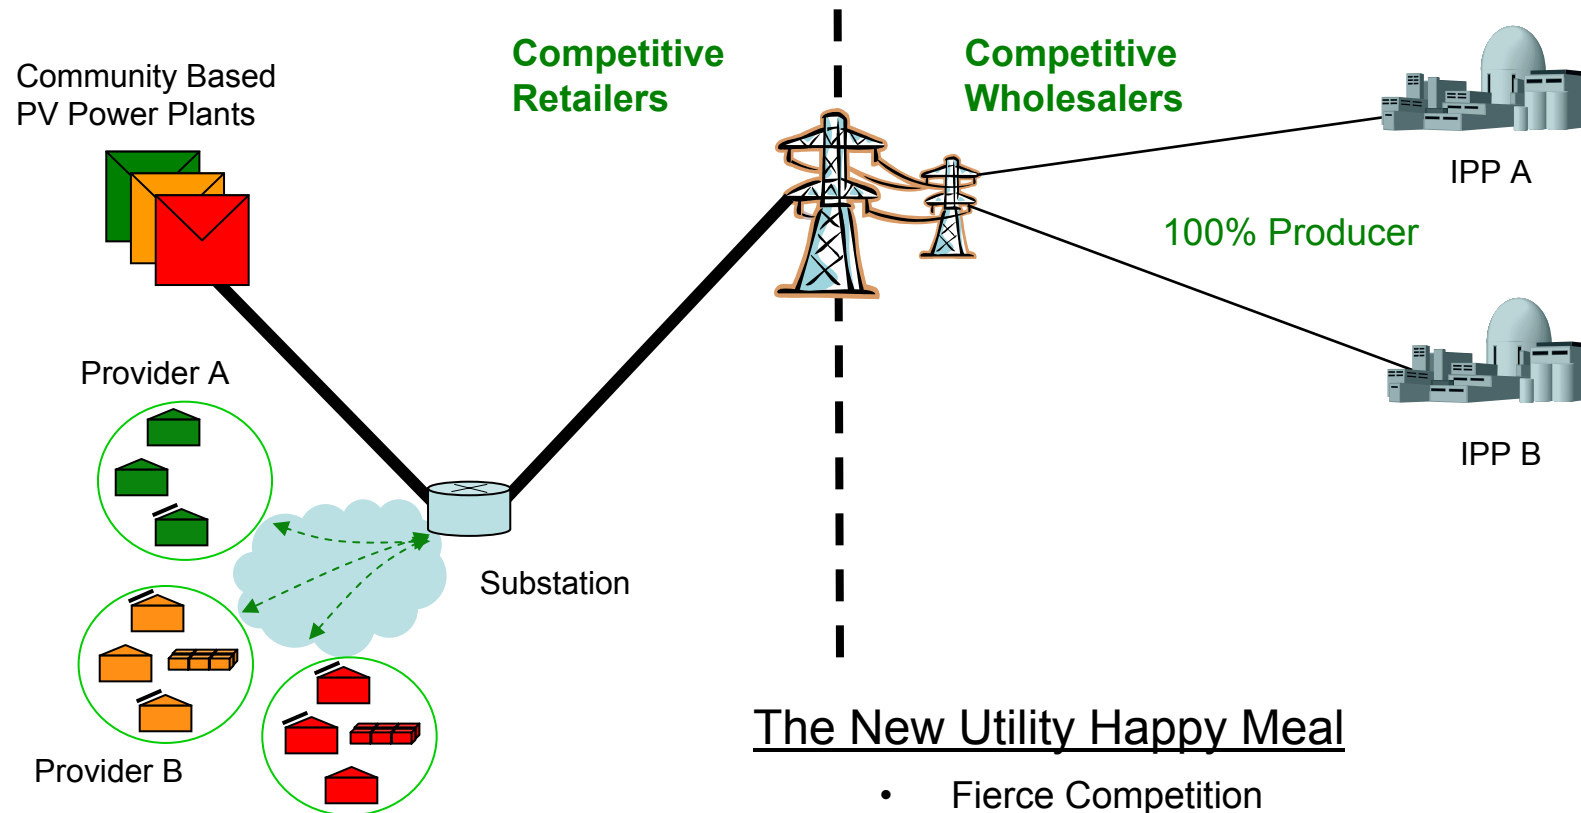 Community Based
PV Power Plants
Competitive
Retailers
Competitive
Wholesalers
IPP A
100% Producer
Provider A
IPP B
Substation
Provider B
The New Utility Happy Meal
• Fierce Competition